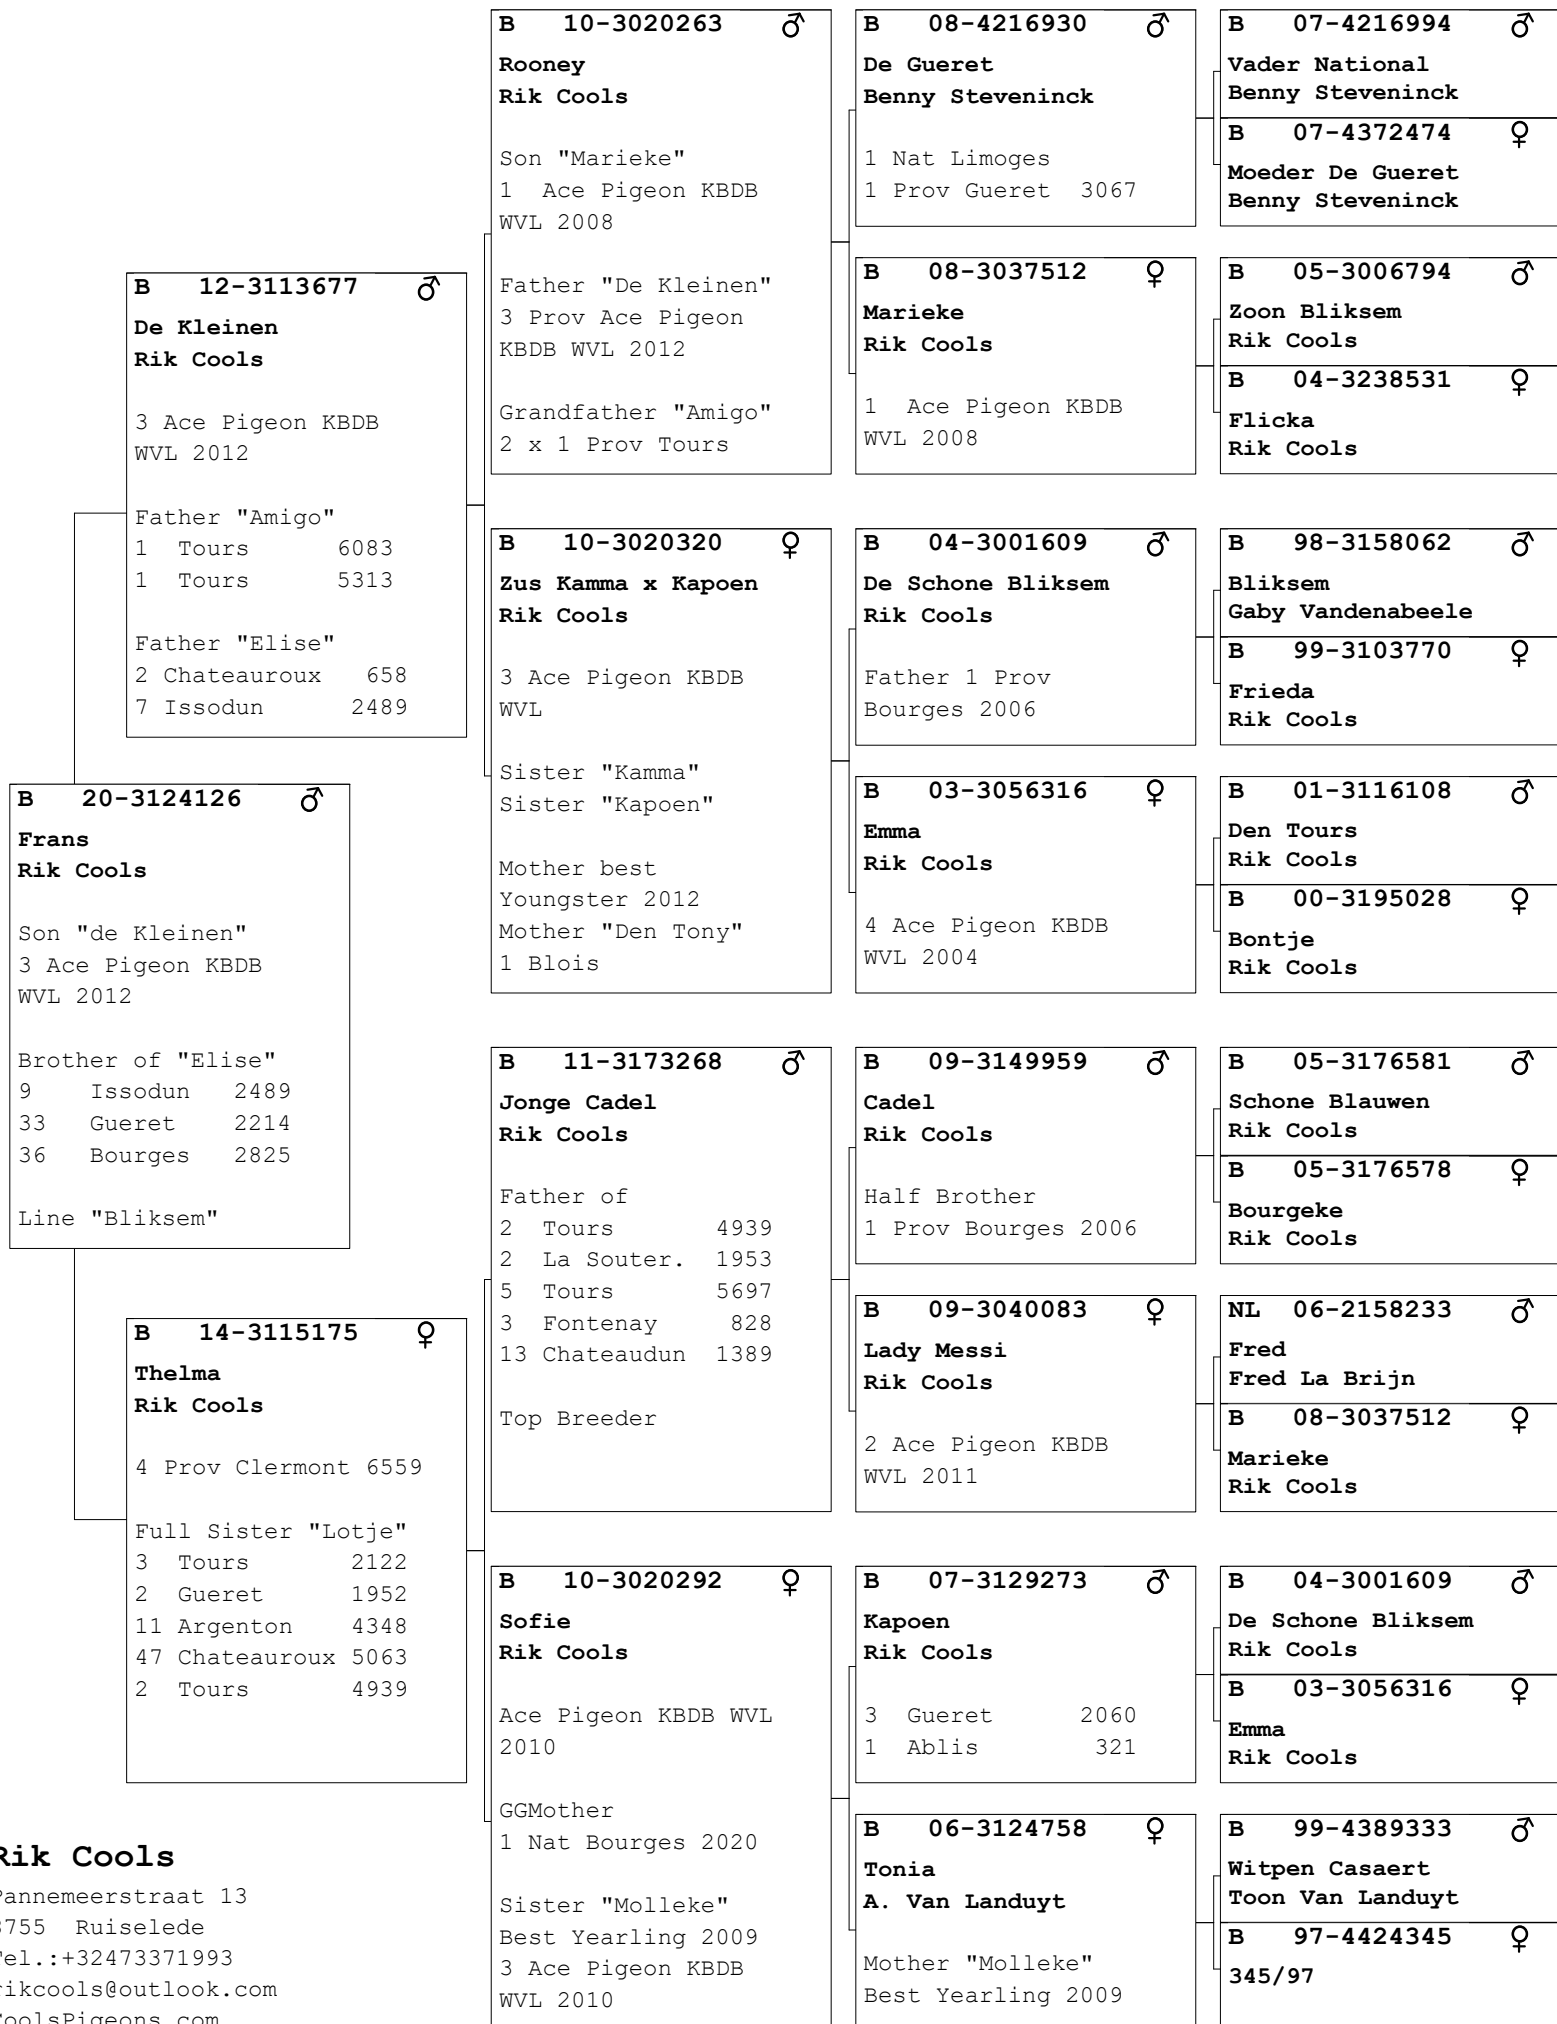 B 20-3124126 ♂
Frans
Rik Cools
Son "de Kleinen"
3 Ace Pigeon KBDB
WVL 2012
Brother of "Elise"
9 Issodun 2489
33 Gueret 2214
36 Bourges 2825
Line "Bliksem"
B 12-3113677 ♂
De Kleinen
Rik Cools
3 Ace Pigeon KBDB
WVL 2012
Father "Amigo"
1 Tours 6083
1 Tours 5313
Father "Elise"
2 Chateauroux 658
7 Issodun 2489
B 14-3115175 ♀
Thelma
Rik Cools
4 Prov Clermont 6559
Full Sister "Lotje"
3 Tours 2122
2 Gueret 1952
11 Argenton 4348
47 Chateauroux 5063
2 Tours 4939
B 10-3020263 ♂
Rooney
Rik Cools
Son "Marieke"
1 Ace Pigeon KBDB
WVL 2008
Father "De Kleinen"
3 Prov Ace Pigeon
KBDB WVL 2012
Grandfather "Amigo"
2 x 1 Prov Tours
B 10-3020320 ♀
Zus Kamma x Kapoen
Rik Cools
3 Ace Pigeon KBDB
WVL
Sister "Kamma"
Sister "Kapoen"
Mother best
Youngster 2012
Mother "Den Tony"
1 Blois
B 11-3173268 ♂
Jonge Cadel
Rik Cools
Father of
2 Tours 4939
2 La Souter. 1953
5 Tours 5697
3 Fontenay 828
13 Chateaudun 1389
Top Breeder
B 10-3020292 ♀
Sofie
Rik Cools
Ace Pigeon KBDB WVL
2010
GGMother
1 Nat Bourges 2020
Sister "Molleke"
Best Yearling 2009
3 Ace Pigeon KBDB
WVL 2010
B 08-4216930 ♂
De Gueret
Benny Steveninck
1 Nat Limoges
1 Prov Gueret 3067
B 08-3037512 ♀
Marieke
Rik Cools
1 Ace Pigeon KBDB
WVL 2008
B 04-3001609 ♂
De Schone Bliksem
Rik Cools
Father 1 Prov
Bourges 2006
B 03-3056316 ♀
Emma
Rik Cools
4 Ace Pigeon KBDB
WVL 2004
B 09-3149959 ♂
Cadel
Rik Cools
Half Brother
1 Prov Bourges 2006
B 09-3040083 ♀
Lady Messi
Rik Cools
2 Ace Pigeon KBDB
WVL 2011
B 07-3129273 ♂
Kapoen
Rik Cools
3 Gueret 2060
1 Ablis 321
B 06-3124758 ♀
Tonia
A. Van Landuyt
Mother "Molleke"
Best Yearling 2009
B 07-4216994 ♂
Vader National
Benny Steveninck
B 07-4372474 ♀
Moeder De Gueret
Benny Steveninck
B 05-3006794 ♂
Zoon Bliksem
Rik Cools
B 04-3238531 ♀
Flicka
Rik Cools
B 98-3158062 ♂
Bliksem
Gaby Vandenabeele
B 99-3103770 ♀
Frieda
Rik Cools
B 01-3116108 ♂
Den Tours
Rik Cools
B 00-3195028 ♀
Bontje
Rik Cools
B 05-3176581 ♂
Schone Blauwen
Rik Cools
B 05-3176578 ♀
Bourgeke
Rik Cools
NL 06-2158233 ♂
Fred
Fred La Brijn
B 08-3037512 ♀
Marieke
Rik Cools
B 04-3001609 ♂
De Schone Bliksem
Rik Cools
B 03-3056316 ♀
Emma
Rik Cools
B 99-4389333 ♂
Witpen Casaert
Toon Van Landuyt
B 97-4424345 ♀
345/97
Rik Cools
Pannemeerstraat 13
8755 Ruiselede
Tel.:+32473371993
rikcools@outlook.com
CoolsPigeons.com